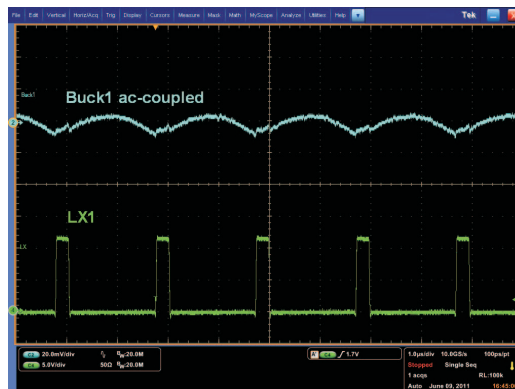 File Edit Vertical Horiz/Acq Trig Display Cursors Measure Mask Math MyScope Analyze Utilities Help Tek
Buck1
Buck1 ac-coupled
LX1
LX
C3 20.0mV/div BW:20.0M
C4 5.0V/div 50Ω BW:20.0M
A' C4 1.7V
1.0µs/div 10.0GS/s 100ps/pt
Stopped Single Seq
1 acqs RL:100k
Auto June 09, 2011 16:45:0